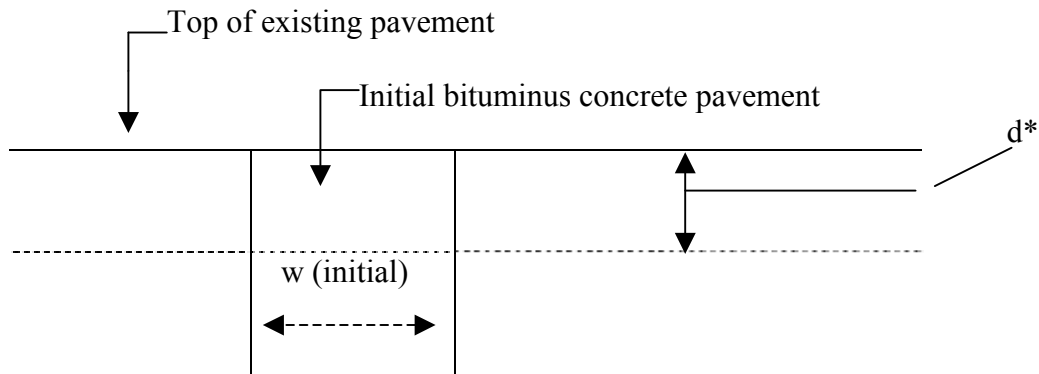 Top of existing pavement
Initial bituminus concrete pavement
d*
w (initial)